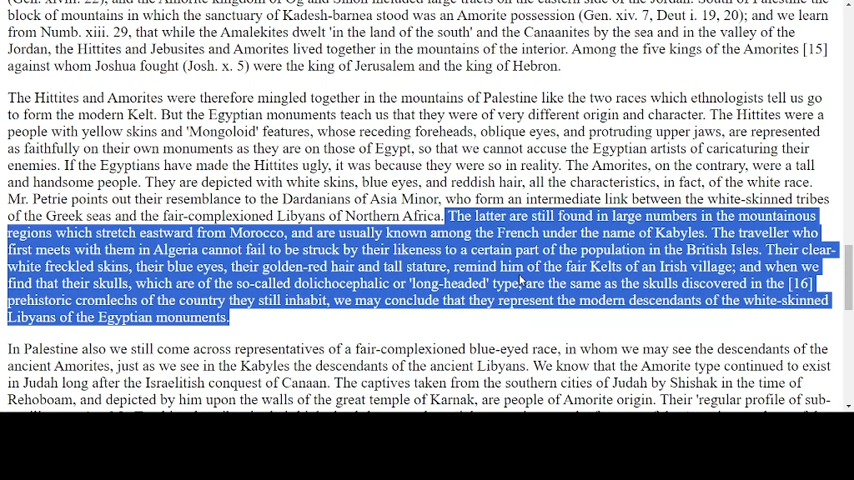 block of mountains in which the sanctuary of Kadesh-barnea stood was an Amorite possession (Gen. xiv. 7, Deut i. 19, 20); and we learn
from Numb. xiii. 29, that while the Amalekites dwelt 'in the land of the south' and the Canaanites by the sea and in the valley of the
Jordan, the Hittites and Jebusites and Amorites lived together in the mountains of the interior. Among the five kings of the Amorites [15]
against whom Joshua fought (Josh. x. 5) were the king of Jerusalem and the king of Hebron.
The Hittites and Amorites were therefore mingled together in the mountains of Palestine like the two races which ethnologists tell us go
to form the modern Kelt. But the Egyptian monuments teach us that they were of very different origin and character. The Hittites were a
people with yellow skins and 'Mongoloid' features, whose receding foreheads, oblique eyes, and protruding upper jaws, are represented
as faithfully on their own monuments as they are on those of Egypt, so that we cannot accuse the Egyptian artists of caricaturing their
enemies. If the Egyptians have made the Hittites ugly, it was because they were so in reality. The Amorites, on the contrary, were a tall
and handsome people. They are depicted with white skins, blue eyes, and reddish hair, all the characteristics, in fact, of the white race.
Mr. Petrie points out their resemblance to the Dardanians of Asia Minor, who form an intermediate link between the white-skinned tribes
of the Greek seas and the fair-complexioned Libyans of Northern Africa. The latter are still found in large numbers in the mountainous
regions which stretch eastward from Morocco, and are usually known among the French under the name of Kabyles. The traveller who
first meets with them in Algeria cannot fail to be struck by their likeness to a certain part of the population in the British Isles. Their clear-
white freckled skins, their blue eyes, their golden-red hair and tall stature, remind him of the fair Kelts of an Irish village; and when we
find that their skulls, which are of the so-called dolichocephalic or 'long-headed' type, are the same as the skulls discovered in the [16]
prehistoric cromlechs of the country they still inhabit, we may conclude that they represent the modern descendants of the white-skinned
Libyans of the Egyptian monuments.
In Palestine also we still come across representatives of a fair-complexioned blue-eyed race, in whom we may see the descendants of the
ancient Amorites, just as we see in the Kabyles the descendants of the ancient Libyans. We know that the Amorite type continued to exist
in Judah long after the Israelitish conquest of Canaan. The captives taken from the southern cities of Judah by Shishak in the time of
Rehoboam, and depicted by him upon the walls of the great temple of Karnak, are people of Amorite origin. Their 'regular profile of sub-